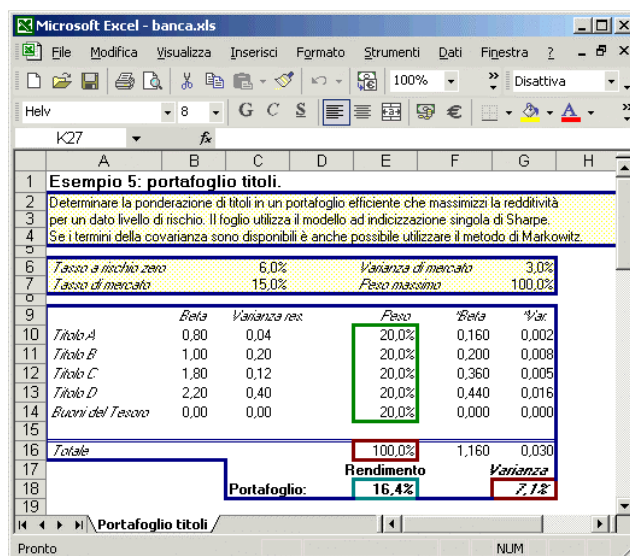 Microsoft Excel - banca.xls
File Modifica Visualizza Inserisci Formato Strumenti Dati Finestra ?
100% » Disattiva
Helv 8 G C S € A »
K27 fx
A B C D E F G H
1 Esempio 5: portafoglio titoli.
2 Determinare la ponderazione di titoli in un portafoglio efficiente che massimizzi la redditività
3 per un dato livello di rischio. Il foglio utilizza il modello ad indicizzazione singola di Sharpe.
4 Se i termini della covarianza sono disponibili è anche possibile utilizzare il metodo di Markowitz.
5
6 Tasso a rischio zero 6,0% Varianza di mercato 3,0%
7 Tasso di mercato 15,0% Peso massimo 100,0%
8
9 Beta Varianza res. Peso *Beta *Var.
10 Titolo A 0,80 0,04 20,0% 0,160 0,002
11 Titolo B 1,00 0,20 20,0% 0,200 0,008
12 Titolo C 1,80 0,12 20,0% 0,360 0,005
13 Titolo D 2,20 0,40 20,0% 0,440 0,016
14 Buoni del Tesoro 0,00 0,00 20,0% 0,000 0,000
15
16 Totale 100,0% 1,160 0,030
17 Rendimento Varianza
18 Portafoglio: 16,4% 7,1%
19
Portafoglio titoli
Pronto NUM